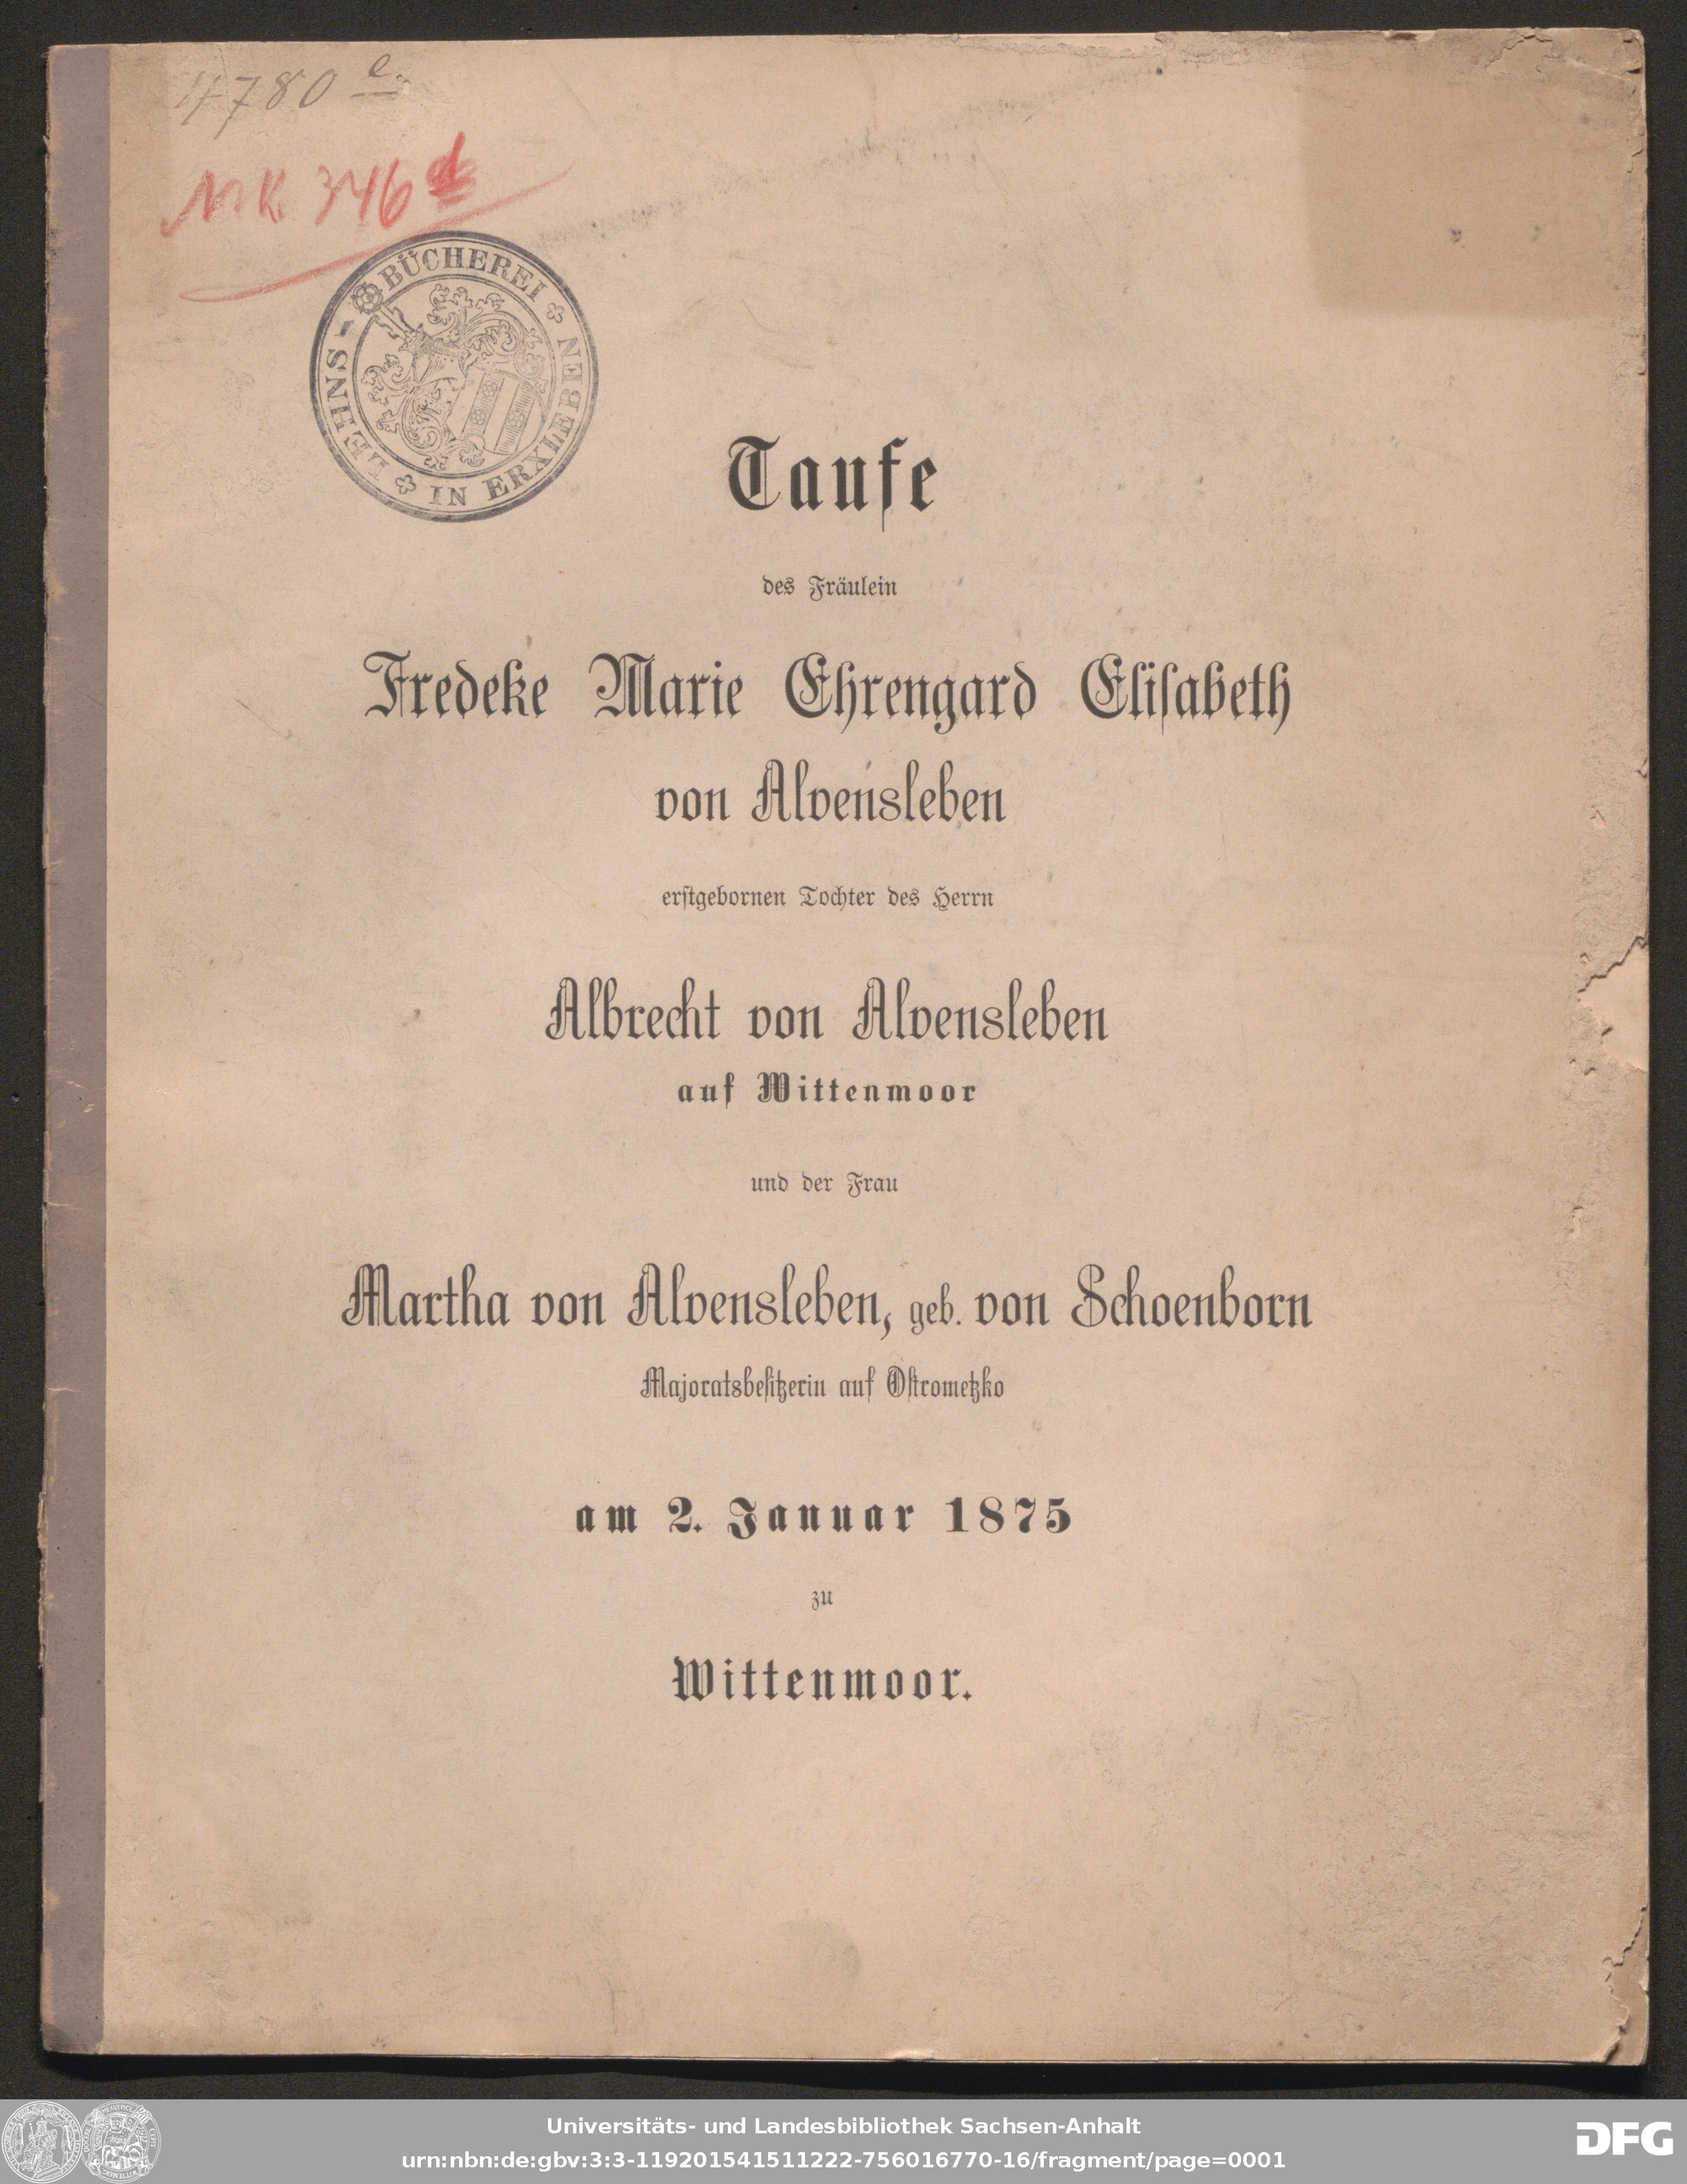 4780 e.
NK 346 d
LEHNS-BÜCHEREI IN ERXLEBEN
Taufe
des Fräulein
Fredeke Marie Ehrengard Eliſabeth
von Alvensleben
erſtgebornen Tochter des Herrn
Albrecht von Alvensleben
auf Wittenmoor
und der Frau
Martha von Alvensleben, geb. von Schoenborn
Majoratsbeſitzerin auf Oſtrometzko
am 2. Januar 1875
zu
Wittenmoor.
Universitäts- und Landesbibliothek Sachsen-Anhalt
urn:nbn:de:gbv:3:3-119201541511222-756016770-16/fragment/page=0001
DFG